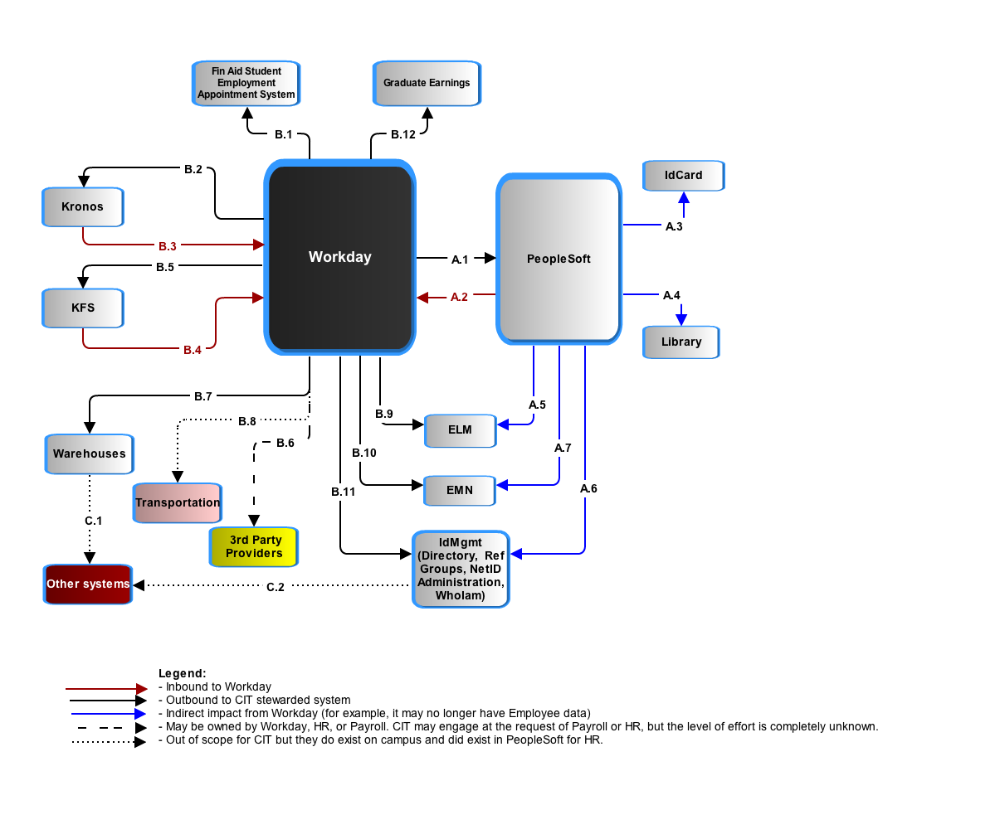 Fin Aid Student
Employment
Appointment System
Graduate Earnings
B.1
B.12
B.2
IdCard
Kronos
A.3
B.3
Workday
PeopleSoft
A.1
B.5
A.2
A.4
KFS
B.4
Library
B.7
A.5
B.9
B.8
ELM
B.6
A.7
B.10
Warehouses
EMN
A.6
B.11
Transportation
C.1
3rd Party
Providers
IdMgmt
(Directory, Ref
Groups, NetID
Administration,
WhoIam)
Other systems
C.2
Legend:
- Inbound to Workday
- Outbound to CIT stewarded system
- Indirect impact from Workday (for example, it may no longer have Employee data)
- May be owned by Workday, HR, or Payroll. CIT may engage at the request of Payroll or HR, but the level of effort is completely unknown.
- Out of scope for CIT but they do exist on campus and did exist in PeopleSoft for HR.